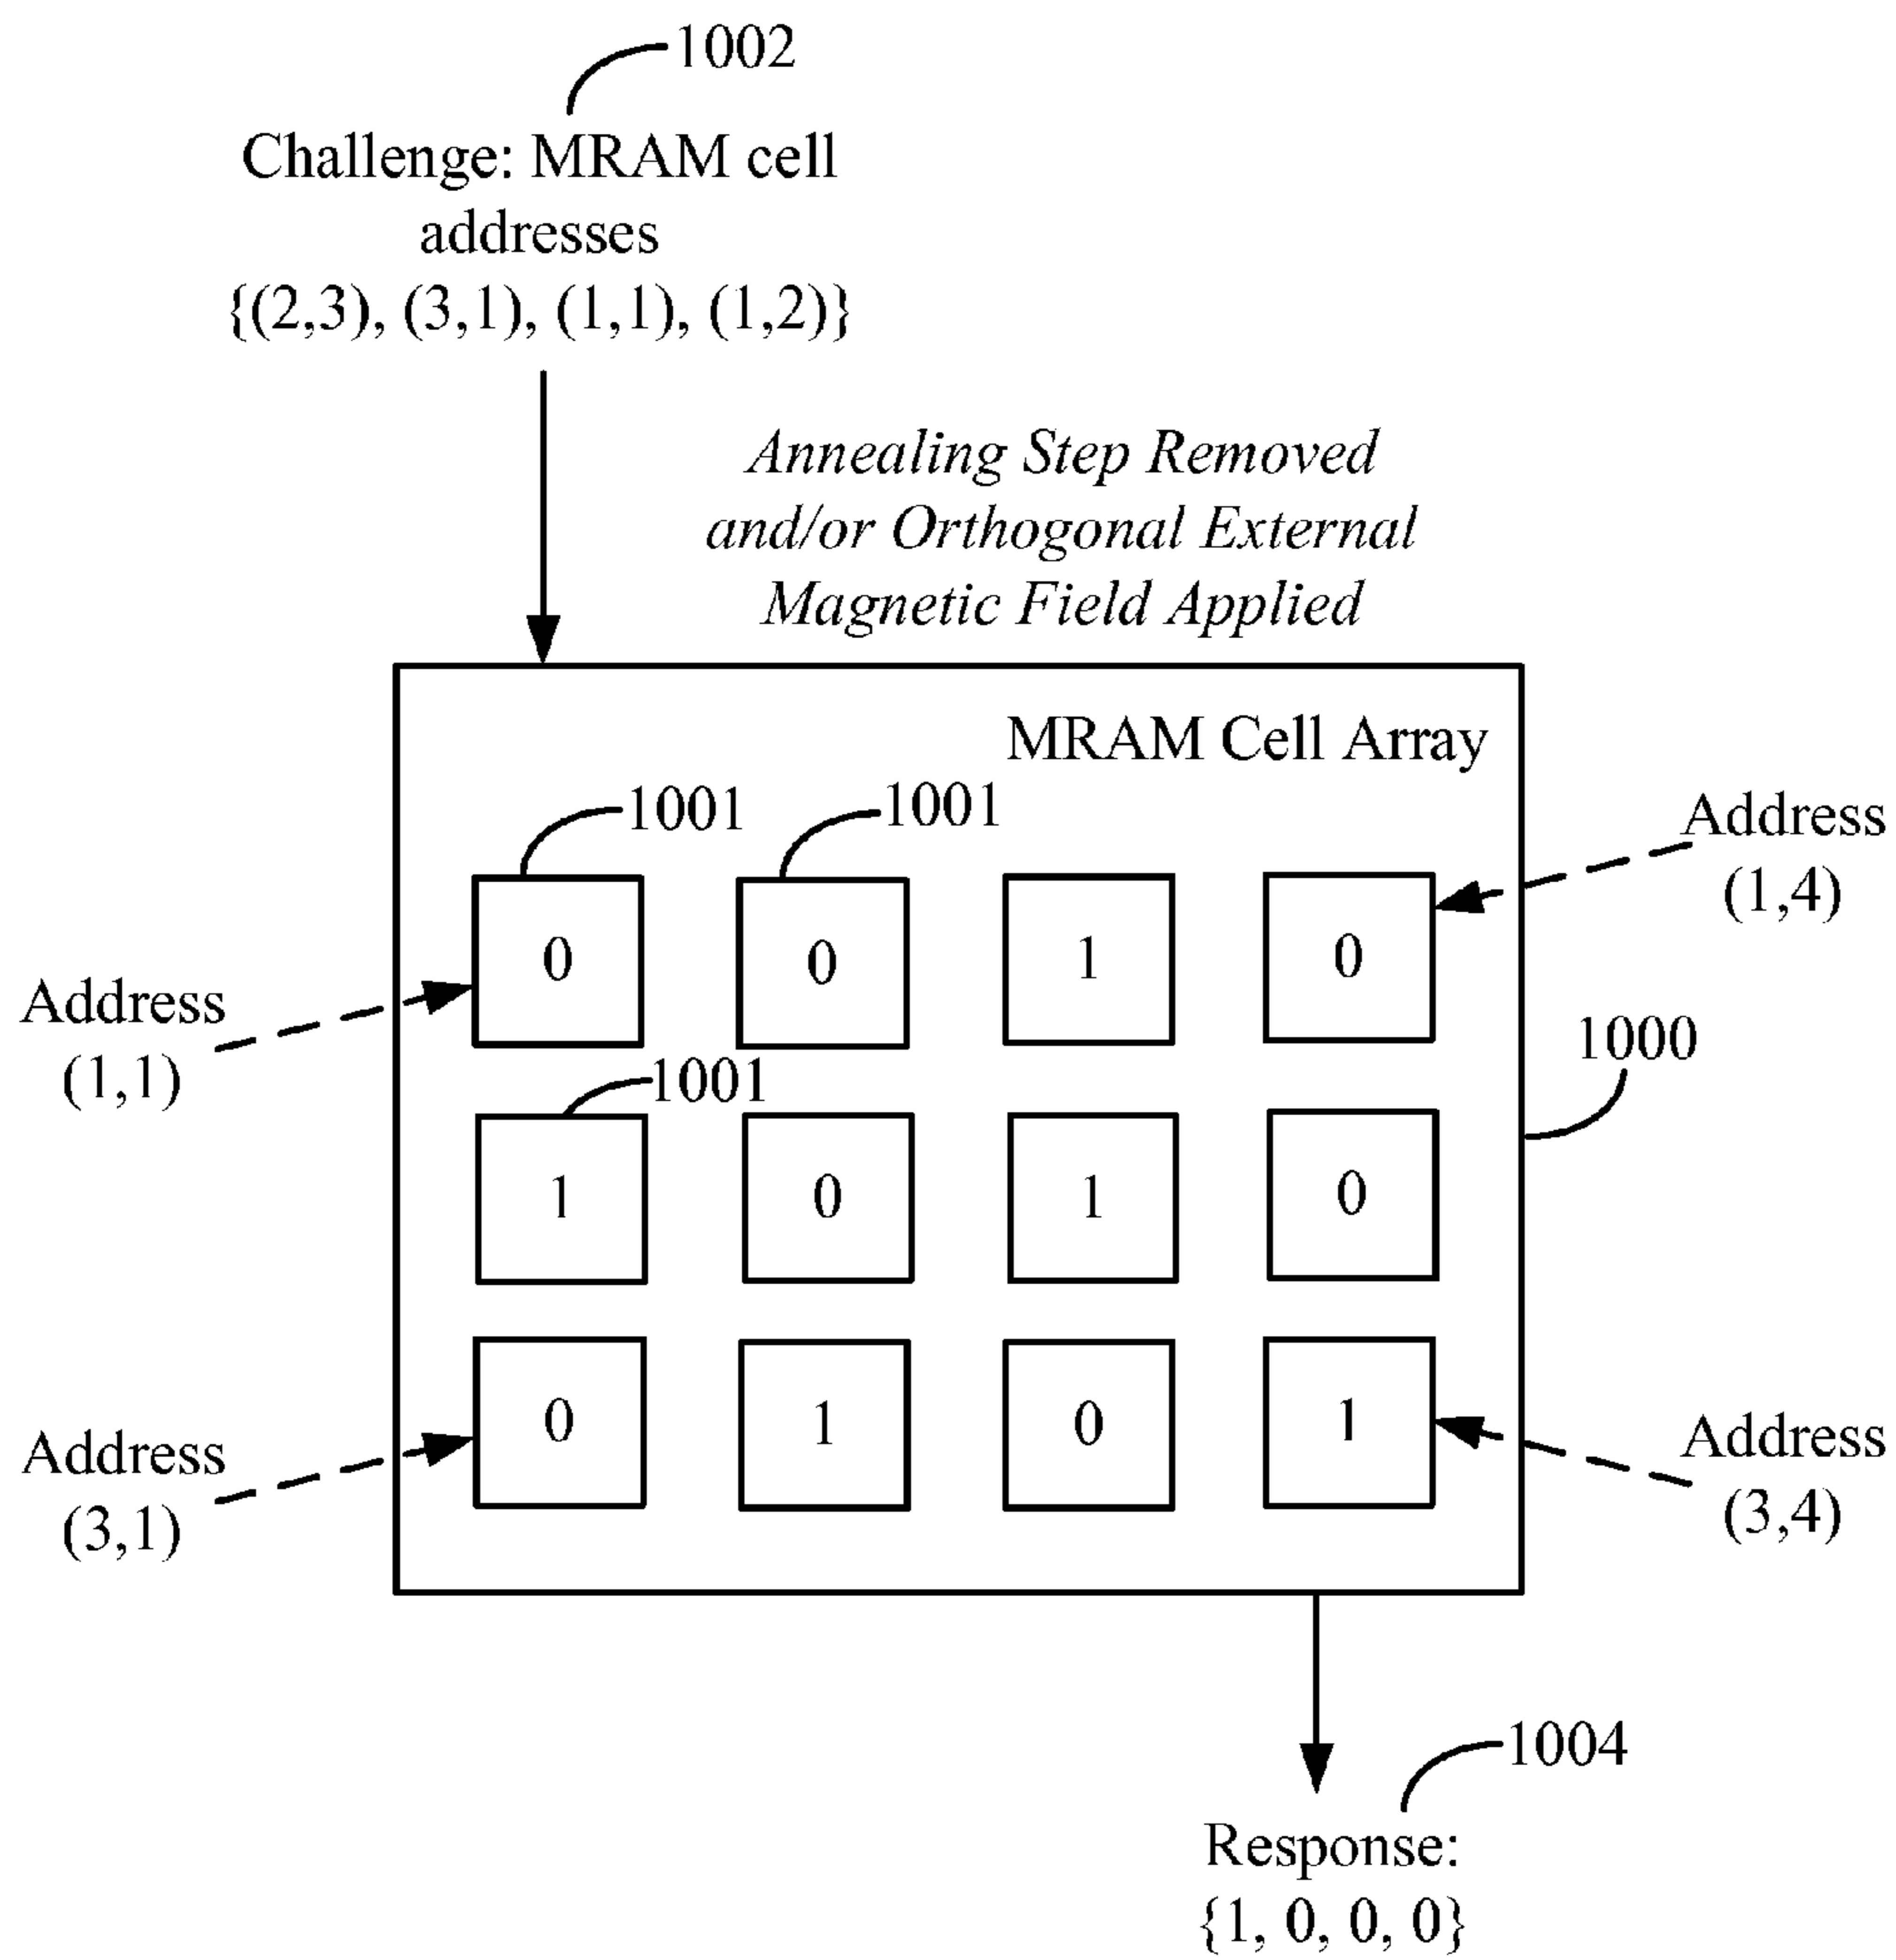 1002
Challenge: MRAM cell
addresses
{(2,3), (3,1), (1,1), (1,2)}
Annealing Step Removed
and/or Orthogonal External
Magnetic Field Applied
MRAM Cell Array
1001
1001
Address
(1,4)
0
0
1
0
Address
(1,1)
1000
1001
1
0
1
0
0
1
0
1
Address
(3,1)
Address
(3,4)
1004
Response:
{1, 0, 0, 0}